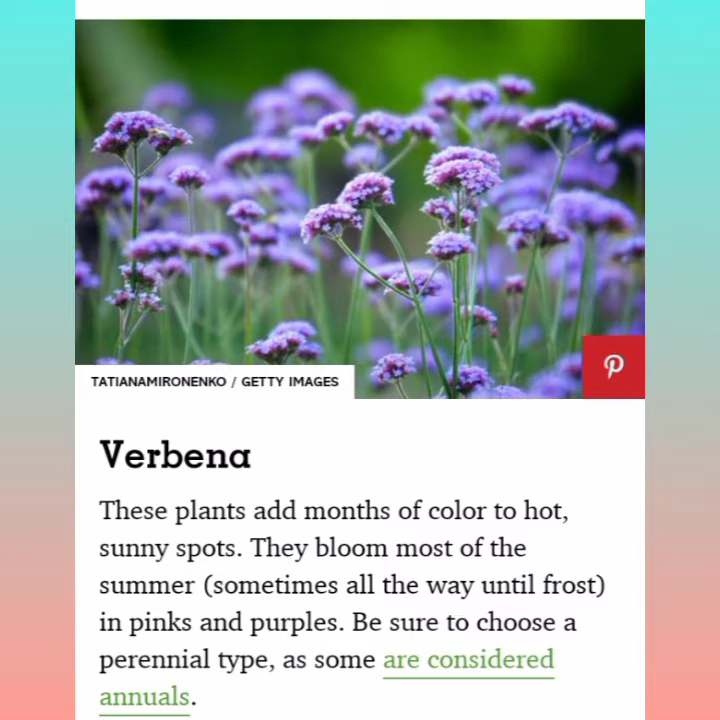 TATIANAMIRONENKO / GETTY IMAGES
Verbena
These plants add months of color to hot,
sunny spots. They bloom most of the
summer (sometimes all the way until frost)
in pinks and purples. Be sure to choose a
perennial type, as some are considered
annuals.